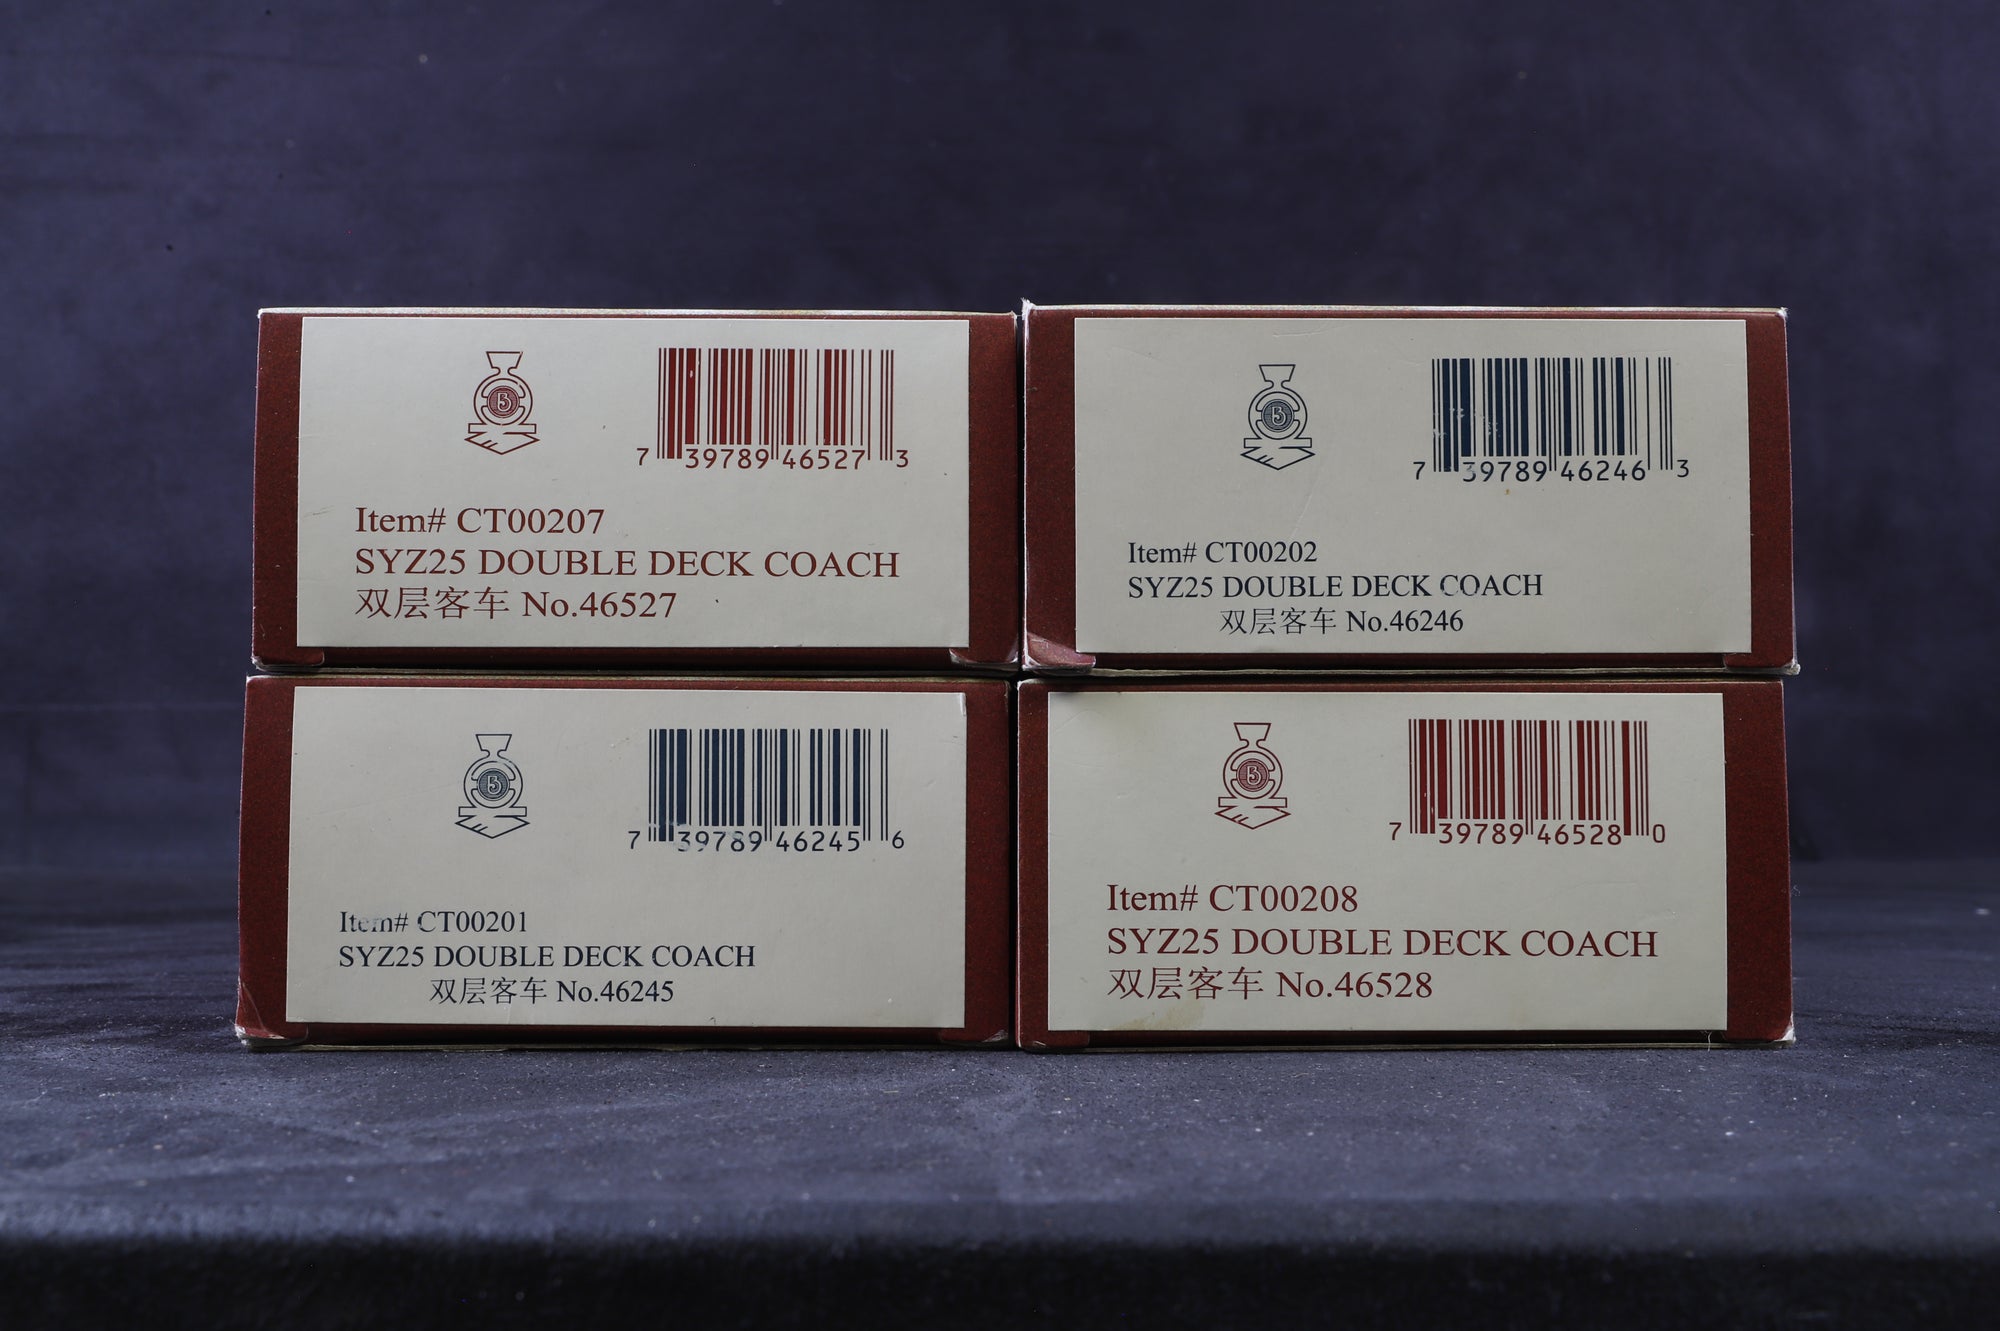 B
7 39789 46527 3
Item# CT00207
SYZ25 DOUBLE DECK COACH
双层客车 No.46527
B
7 39789 46246 3
Item# CT00202
SYZ25 DOUBLE DECK COACH
双层客车 No.46246
B
7 39789 46245 6
Item# CT00201
SYZ25 DOUBLE DECK COACH
双层客车 No.46245
B
7 39789 46528 0
Item# CT00208
SYZ25 DOUBLE DECK COACH
双层客车 No.46528